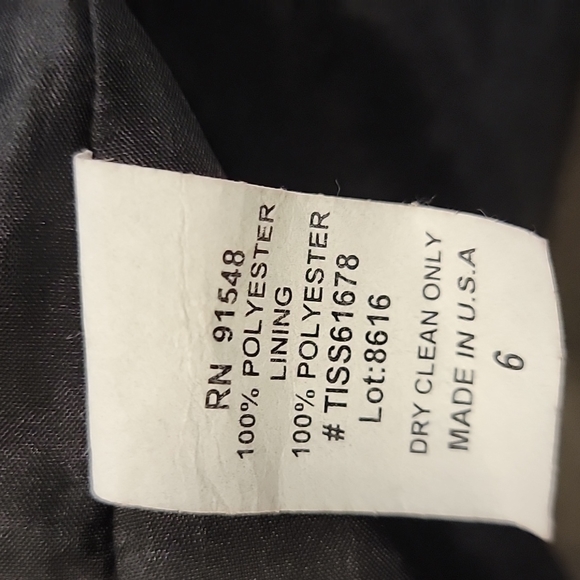 RN 91548
100% POLYESTER
LINING
100% POLYESTER
# TISS61678
Lot:8616
DRY CLEAN ONLY
MADE IN U.S.A
6